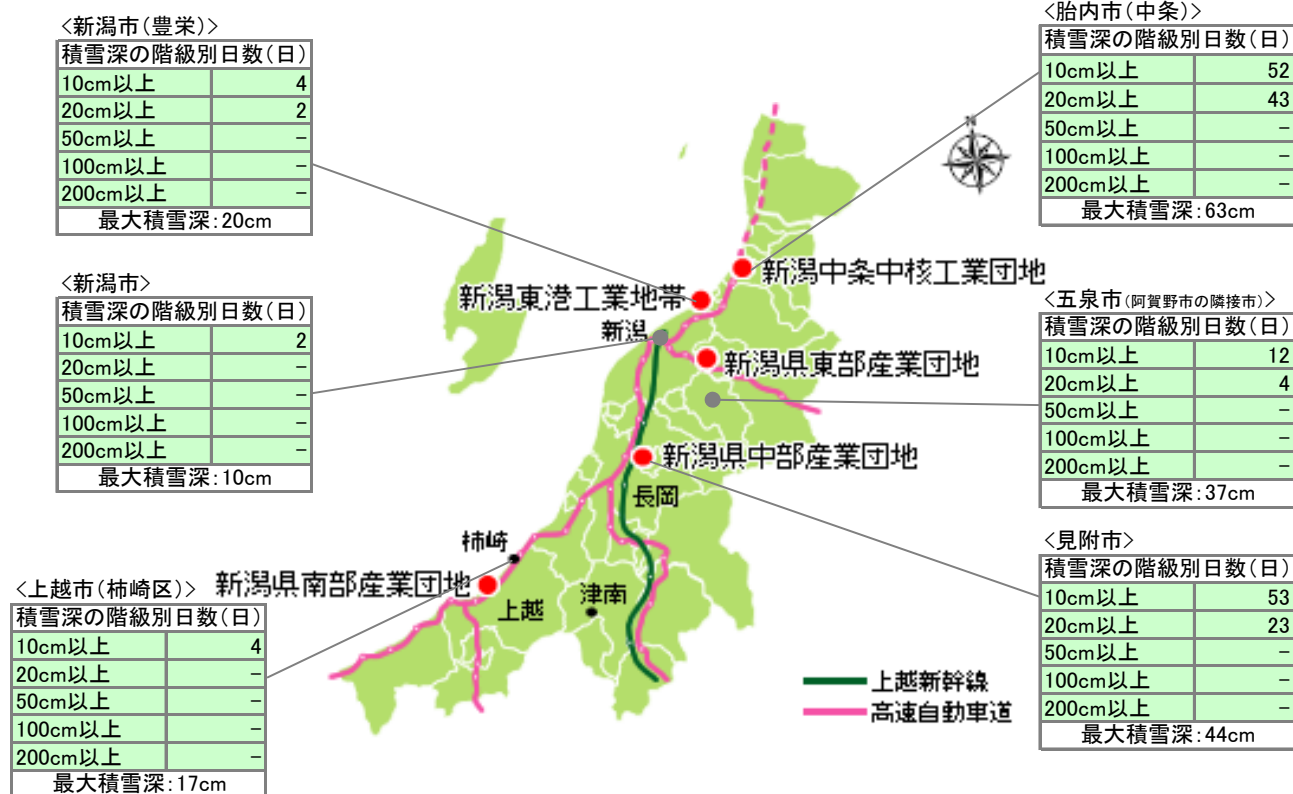 <新潟市(豊栄)>
積雪深の階級別日数(日)
10cm以上 4
20cm以上 2
50cm以上 −
100cm以上 −
200cm以上 −
最大積雪深:20cm
<新潟市>
積雪深の階級別日数(日)
10cm以上 2
20cm以上 −
50cm以上 −
100cm以上 −
200cm以上 −
最大積雪深:10cm
<上越市(柿崎区)>
積雪深の階級別日数(日)
10cm以上 4
20cm以上 −
50cm以上 −
100cm以上 −
200cm以上 −
最大積雪深:17cm
N
新潟中条中核工業団地
新潟東港工業地帯
新潟
新潟県東部産業団地
新潟県中部産業団地
長岡
柿崎
新潟県南部産業団地
上越
津南
上越新幹線
高速自動車道
<胎内市(中条)>
積雪深の階級別日数(日)
10cm以上 52
20cm以上 43
50cm以上 −
100cm以上 −
200cm以上 −
最大積雪深:63cm
<五泉市(阿賀野市の隣接市)>
積雪深の階級別日数(日)
10cm以上 12
20cm以上 4
50cm以上 −
100cm以上 −
200cm以上 −
最大積雪深:37cm
<見附市>
積雪深の階級別日数(日)
10cm以上 53
20cm以上 23
50cm以上 −
100cm以上 −
200cm以上 −
最大積雪深:44cm